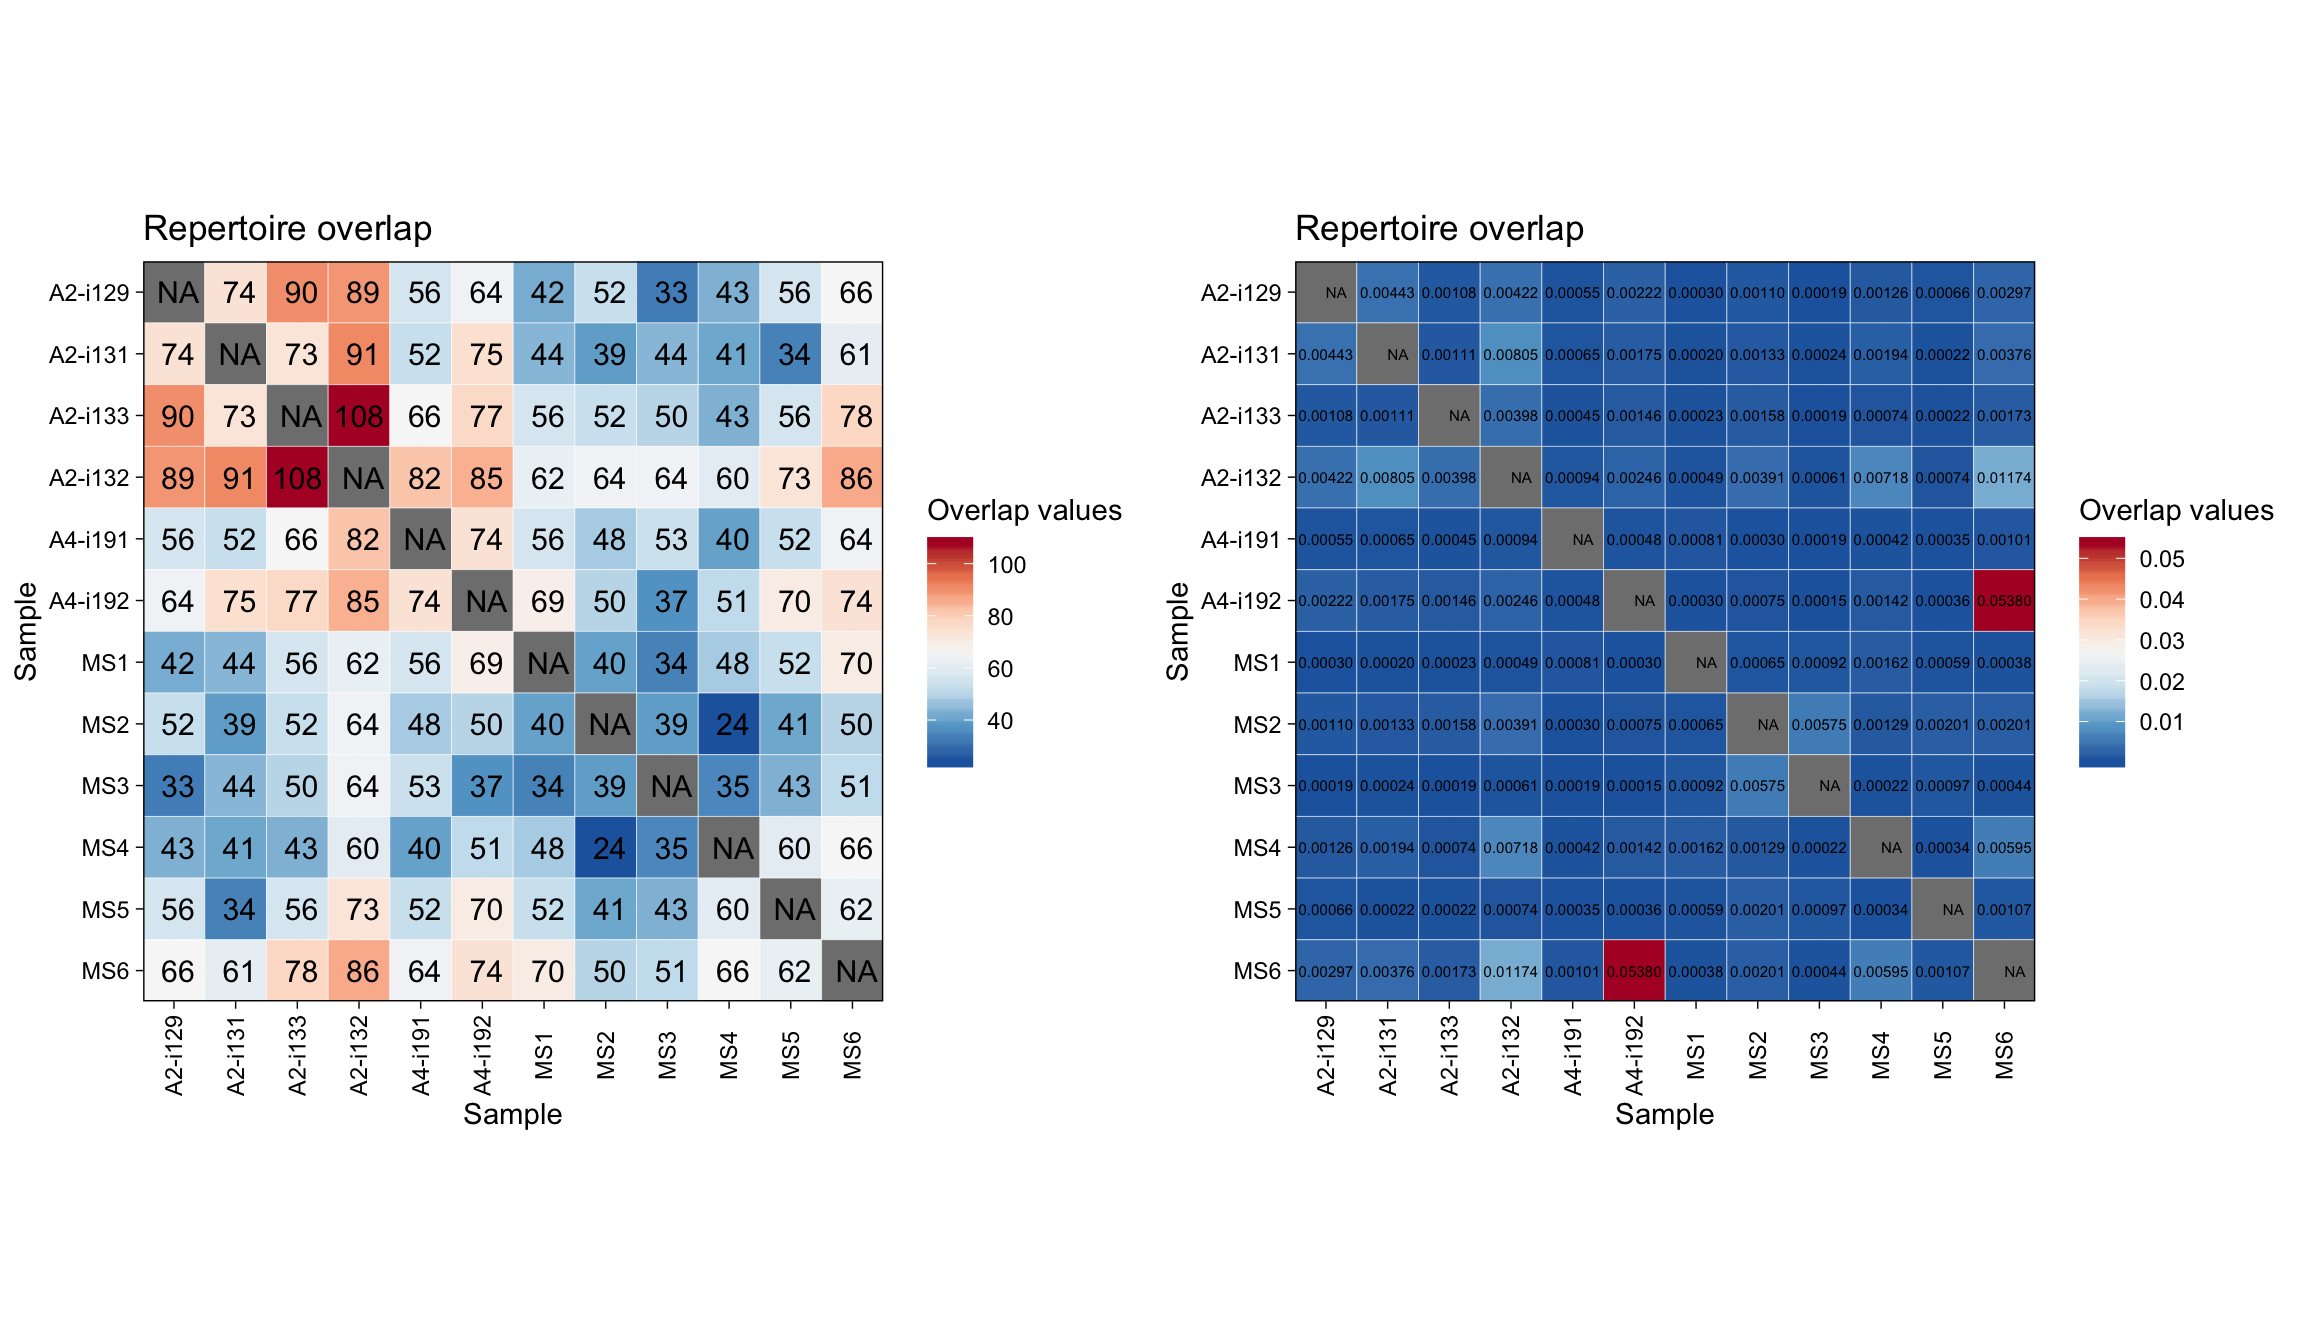 Repertoire overlap
A2-i129 NA 74 90 89 56 64 42 52 33 43 56 66
A2-i131 74 NA 73 91 52 75 44 39 44 41 34 61
A2-i133 90 73 NA 108 66 77 56 52 50 43 56 78
A2-i132 89 91 108 NA 82 85 62 64 64 60 73 86
A4-i191 56 52 66 82 NA 74 56 48 53 40 52 64
A4-i192 64 75 77 85 74 NA 69 50 37 51 70 74
MS1 42 44 56 62 56 69 NA 40 34 48 52 70
MS2 52 39 52 64 48 50 40 NA 39 24 41 50
MS3 33 44 50 64 53 37 34 39 NA 35 43 51
MS4 43 41 43 60 40 51 48 24 35 NA 60 66
MS5 56 34 56 73 52 70 52 41 43 60 NA 62
MS6 66 61 78 86 64 74 70 50 51 66 62 NA
A2-i129 A2-i131 A2-i133 A2-i132 A4-i191 A4-i192 MS1 MS2 MS3 MS4 MS5 MS6
Sample
Sample
Overlap values
100
80
60
40
Repertoire overlap
A2-i129 NA 0.00443 0.00108 0.00422 0.00055 0.00222 0.00030 0.00110 0.00019 0.00126 0.00066 0.00297
A2-i131 0.00443 NA 0.00111 0.00805 0.00065 0.00175 0.00020 0.00133 0.00024 0.00194 0.00022 0.00376
A2-i133 0.00108 0.00111 NA 0.00398 0.00045 0.00146 0.00023 0.00158 0.00019 0.00074 0.00022 0.00173
A2-i132 0.00422 0.00805 0.00398 NA 0.00094 0.00246 0.00049 0.00391 0.00061 0.00718 0.00074 0.01174
A4-i191 0.00055 0.00065 0.00045 0.00094 NA 0.00048 0.00081 0.00030 0.00019 0.00042 0.00035 0.00101
A4-i192 0.00222 0.00175 0.00146 0.00246 0.00048 NA 0.00030 0.00075 0.00015 0.00142 0.00036 0.05380
MS1 0.00030 0.00020 0.00023 0.00049 0.00081 0.00030 NA 0.00065 0.00092 0.00162 0.00059 0.00038
MS2 0.00110 0.00133 0.00158 0.00391 0.00030 0.00075 0.00065 NA 0.00575 0.00129 0.00201 0.00201
MS3 0.00019 0.00024 0.00019 0.00061 0.00019 0.00015 0.00092 0.00575 NA 0.00022 0.00097 0.00044
MS4 0.00126 0.00194 0.00074 0.00718 0.00042 0.00142 0.00162 0.00129 0.00022 NA 0.00034 0.00595
MS5 0.00066 0.00022 0.00022 0.00074 0.00035 0.00036 0.00059 0.00201 0.00097 0.00034 NA 0.00107
MS6 0.00297 0.00376 0.00173 0.01174 0.00101 0.05380 0.00038 0.00201 0.00044 0.00595 0.00107 NA
A2-i129 A2-i131 A2-i133 A2-i132 A4-i191 A4-i192 MS1 MS2 MS3 MS4 MS5 MS6
Sample
Sample
Overlap values
0.05
0.04
0.03
0.02
0.01